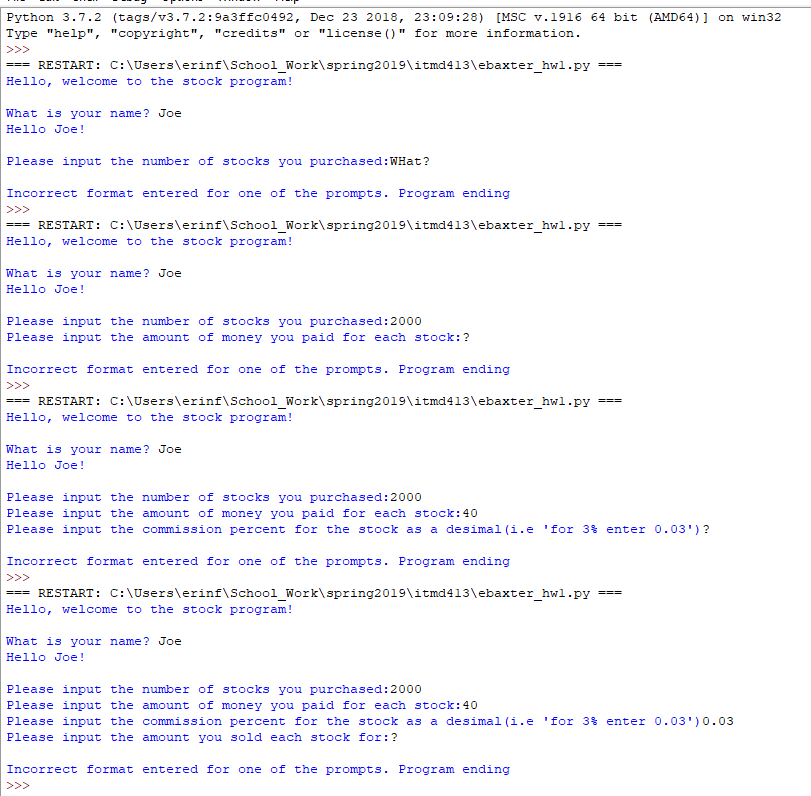 Python 3.7.2 (tags/v3.7.2:9a3ffc0492, Dec 23 2018, 23:09:28) [MSC v.1916 64 bit (AMD64)] on win32
Type "help", "copyright", "credits" or "license()" for more information.
>>>
=== RESTART: C:\Users\erinf\School_Work\spring2019\itmd413\ebaxter_hw1.py ===
Hello, welcome to the stock program!
What is your name? Joe
Hello Joe!
Please input the number of stocks you purchased:WHat?
Incorrect format entered for one of the prompts. Program ending
>>>
=== RESTART: C:\Users\erinf\School_Work\spring2019\itmd413\ebaxter_hw1.py ===
Hello, welcome to the stock program!
What is your name? Joe
Hello Joe!
Please input the number of stocks you purchased:2000
Please input the amount of money you paid for each stock:?
Incorrect format entered for one of the prompts. Program ending
>>>
=== RESTART: C:\Users\erinf\School_Work\spring2019\itmd413\ebaxter_hw1.py ===
Hello, welcome to the stock program!
What is your name? Joe
Hello Joe!
Please input the number of stocks you purchased:2000
Please input the amount of money you paid for each stock:40
Please input the commission percent for the stock as a desimal(i.e 'for 3% enter 0.03')?
Incorrect format entered for one of the prompts. Program ending
>>>
=== RESTART: C:\Users\erinf\School_Work\spring2019\itmd413\ebaxter_hw1.py ===
Hello, welcome to the stock program!
What is your name? Joe
Hello Joe!
Please input the number of stocks you purchased:2000
Please input the amount of money you paid for each stock:40
Please input the commission percent for the stock as a desimal(i.e 'for 3% enter 0.03')0.03
Please input the amount you sold each stock for:?
Incorrect format entered for one of the prompts. Program ending
>>>